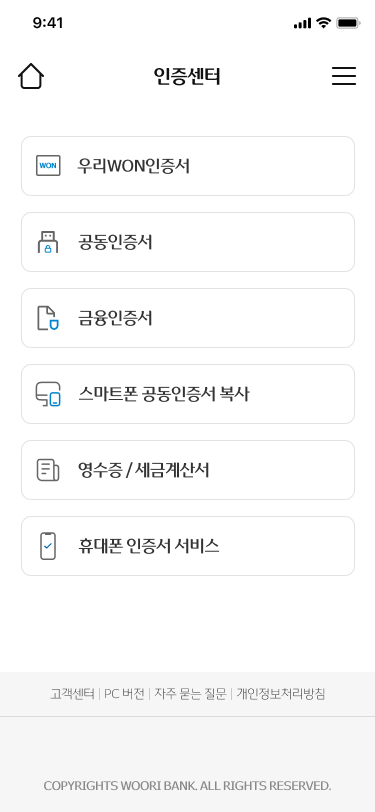 9:41
인증센터
WON 우리WON인증서
공동인증서
금융인증서
스마트폰 공동인증서 복사
영수증 / 세금계산서
휴대폰 인증서 서비스
고객센터 | PC 버전 | 자주 묻는 질문 | 개인정보처리방침
COPYRIGHTS WOORI BANK. ALL RIGHTS RESERVED.